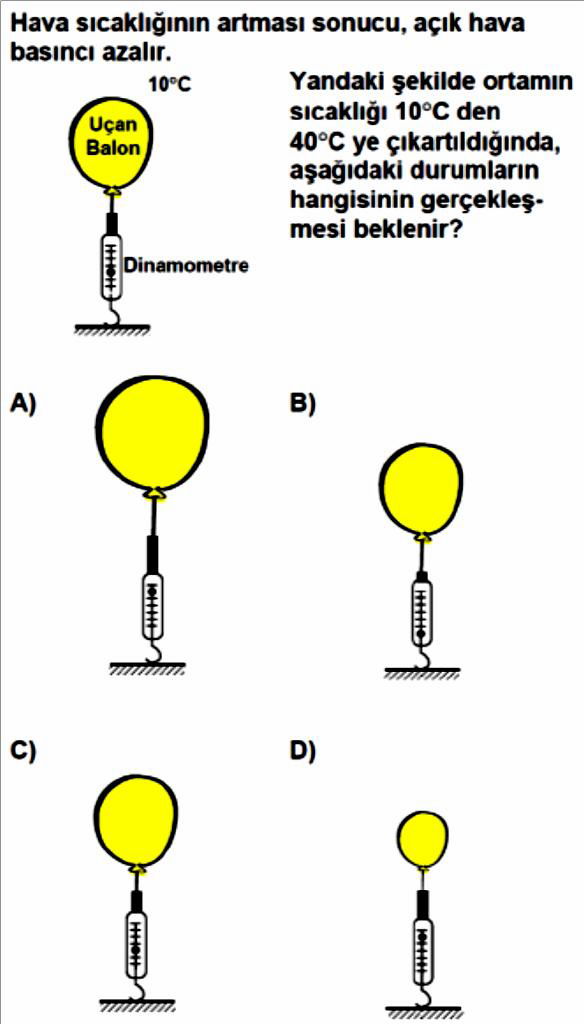 Hava sıcaklığının artması sonucu, açık hava
basıncı azalır.
10°C
Uçan
Balon
Dinamometre
Yandaki şekilde ortamın
sıcaklığı 10°C den
40°C ye çıkartıldığında,
aşağıdaki durumların
hangisinin gerçekleş-
mesi beklenir?
A)
B)
C)
D)